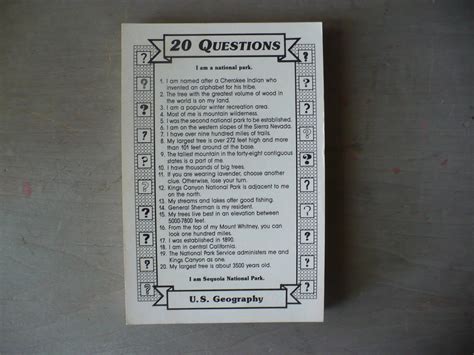 20 QUESTIONS
I am a national park.
1. I am named after a Cherokee Indian who
invented an alphabet for his tribe.
2. The tree with the greatest volume of wood in
the world is on my land.
3. I am a popular winter recreation area.
4. Most of me is mountain wilderness.
5. I was the second national park to be established.
6. I am on the western slopes of the Sierra Nevada.
7. I have over nine hundred miles of trails.
8. My largest tree is over 272 feet high and more
than 101 feet around at the base.
9. The tallest mountain in the forty-eight contiguous
states is a part of me.
10. I have thousands of big trees.
11. If you are wearing lavender, choose another
clue. Otherwise, lose your turn.
12. Kings Canyon National Park is adjacent to me
on the north.
13. My streams and lakes offer good fishing.
14. General Sherman is my resident.
15. My trees live best in an elevation between
5000-7800 feet.
16. From the top of my Mount Whitney, you can
look one hundred miles.
17. I was established in 1890.
18. I am in central California.
19. The National Park Service administers me and
Kings Canyon as one.
20. My largest tree is about 3500 years old.
I am Sequoia National Park.
U.S. Geography